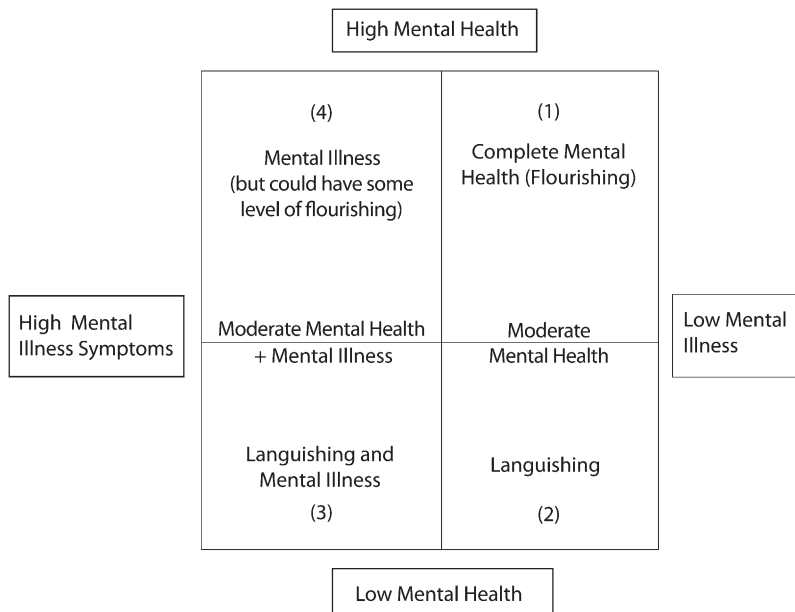 High Mental Health
(4)
Mental Illness
(but could have some
level of flourishing)
(1)
Complete Mental
Health (Flourishing)
High Mental
Illness Symptoms
Moderate Mental Health
+ Mental Illness
Moderate
Mental Health
Low Mental
Illness
Languishing and
Mental Illness
(3)
Languishing
(2)
Low Mental Health